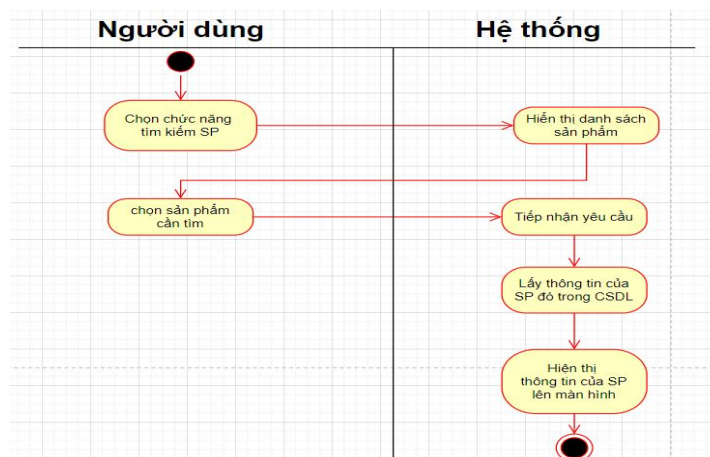 Người dùng
Hệ thống
Chọn chức năng
tìm kiếm SP
Hiển thị danh sách
sản phẩm
chọn sản phẩm
cần tìm
Tiếp nhận yêu cầu
Lấy thông tin của
SP đó trong CSDL
Hiện thị
thông tin của SP
lên màn hình